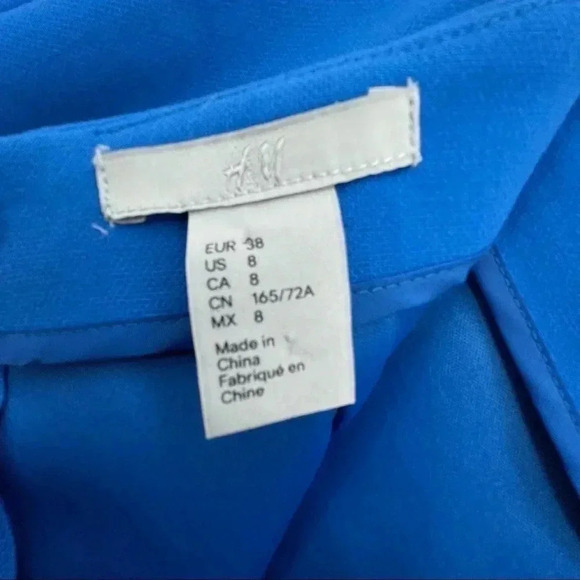 H&M
EUR 38
US 8
CA 8
CN 165/72A
MX 8
Made in
China
Fabriqué en
Chine